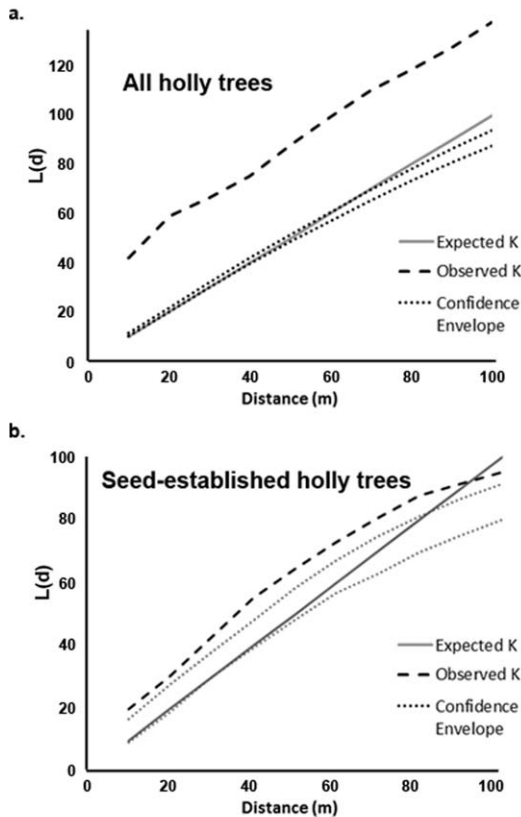 a.
All holly trees
L(d)
120
100
80
60
40
20
0
Expected K
Observed K
Confidence
Envelope
0 20 40 60 80 100
Distance (m)
b.
Seed-established holly trees
L(d)
100
80
60
40
20
0
Expected K
Observed K
Confidence
Envelope
0 20 40 60 80 100
Distance (m)